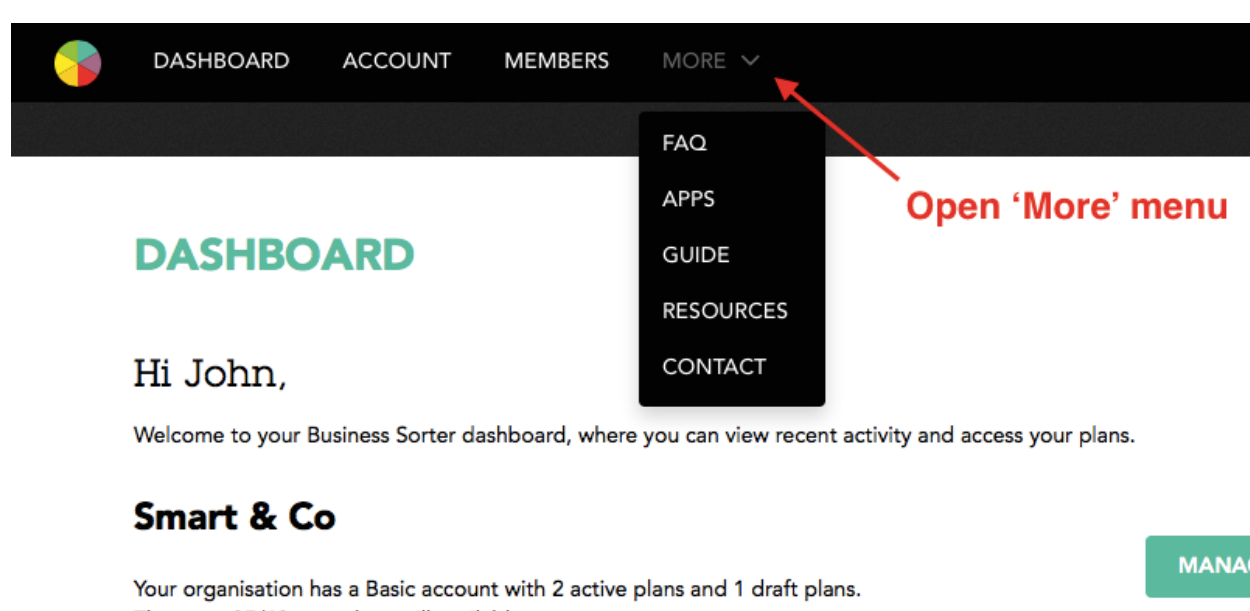 DASHBOARD ACCOUNT MEMBERS MORE
FAQ
APPS
Open ‘More’ menu
DASHBOARD
GUIDE
RESOURCES
Hi John,
CONTACT
Welcome to your Business Sorter dashboard, where you can view recent activity and access your plans.
Smart & Co
Your organisation has a Basic account with 2 active plans and 1 draft plans.